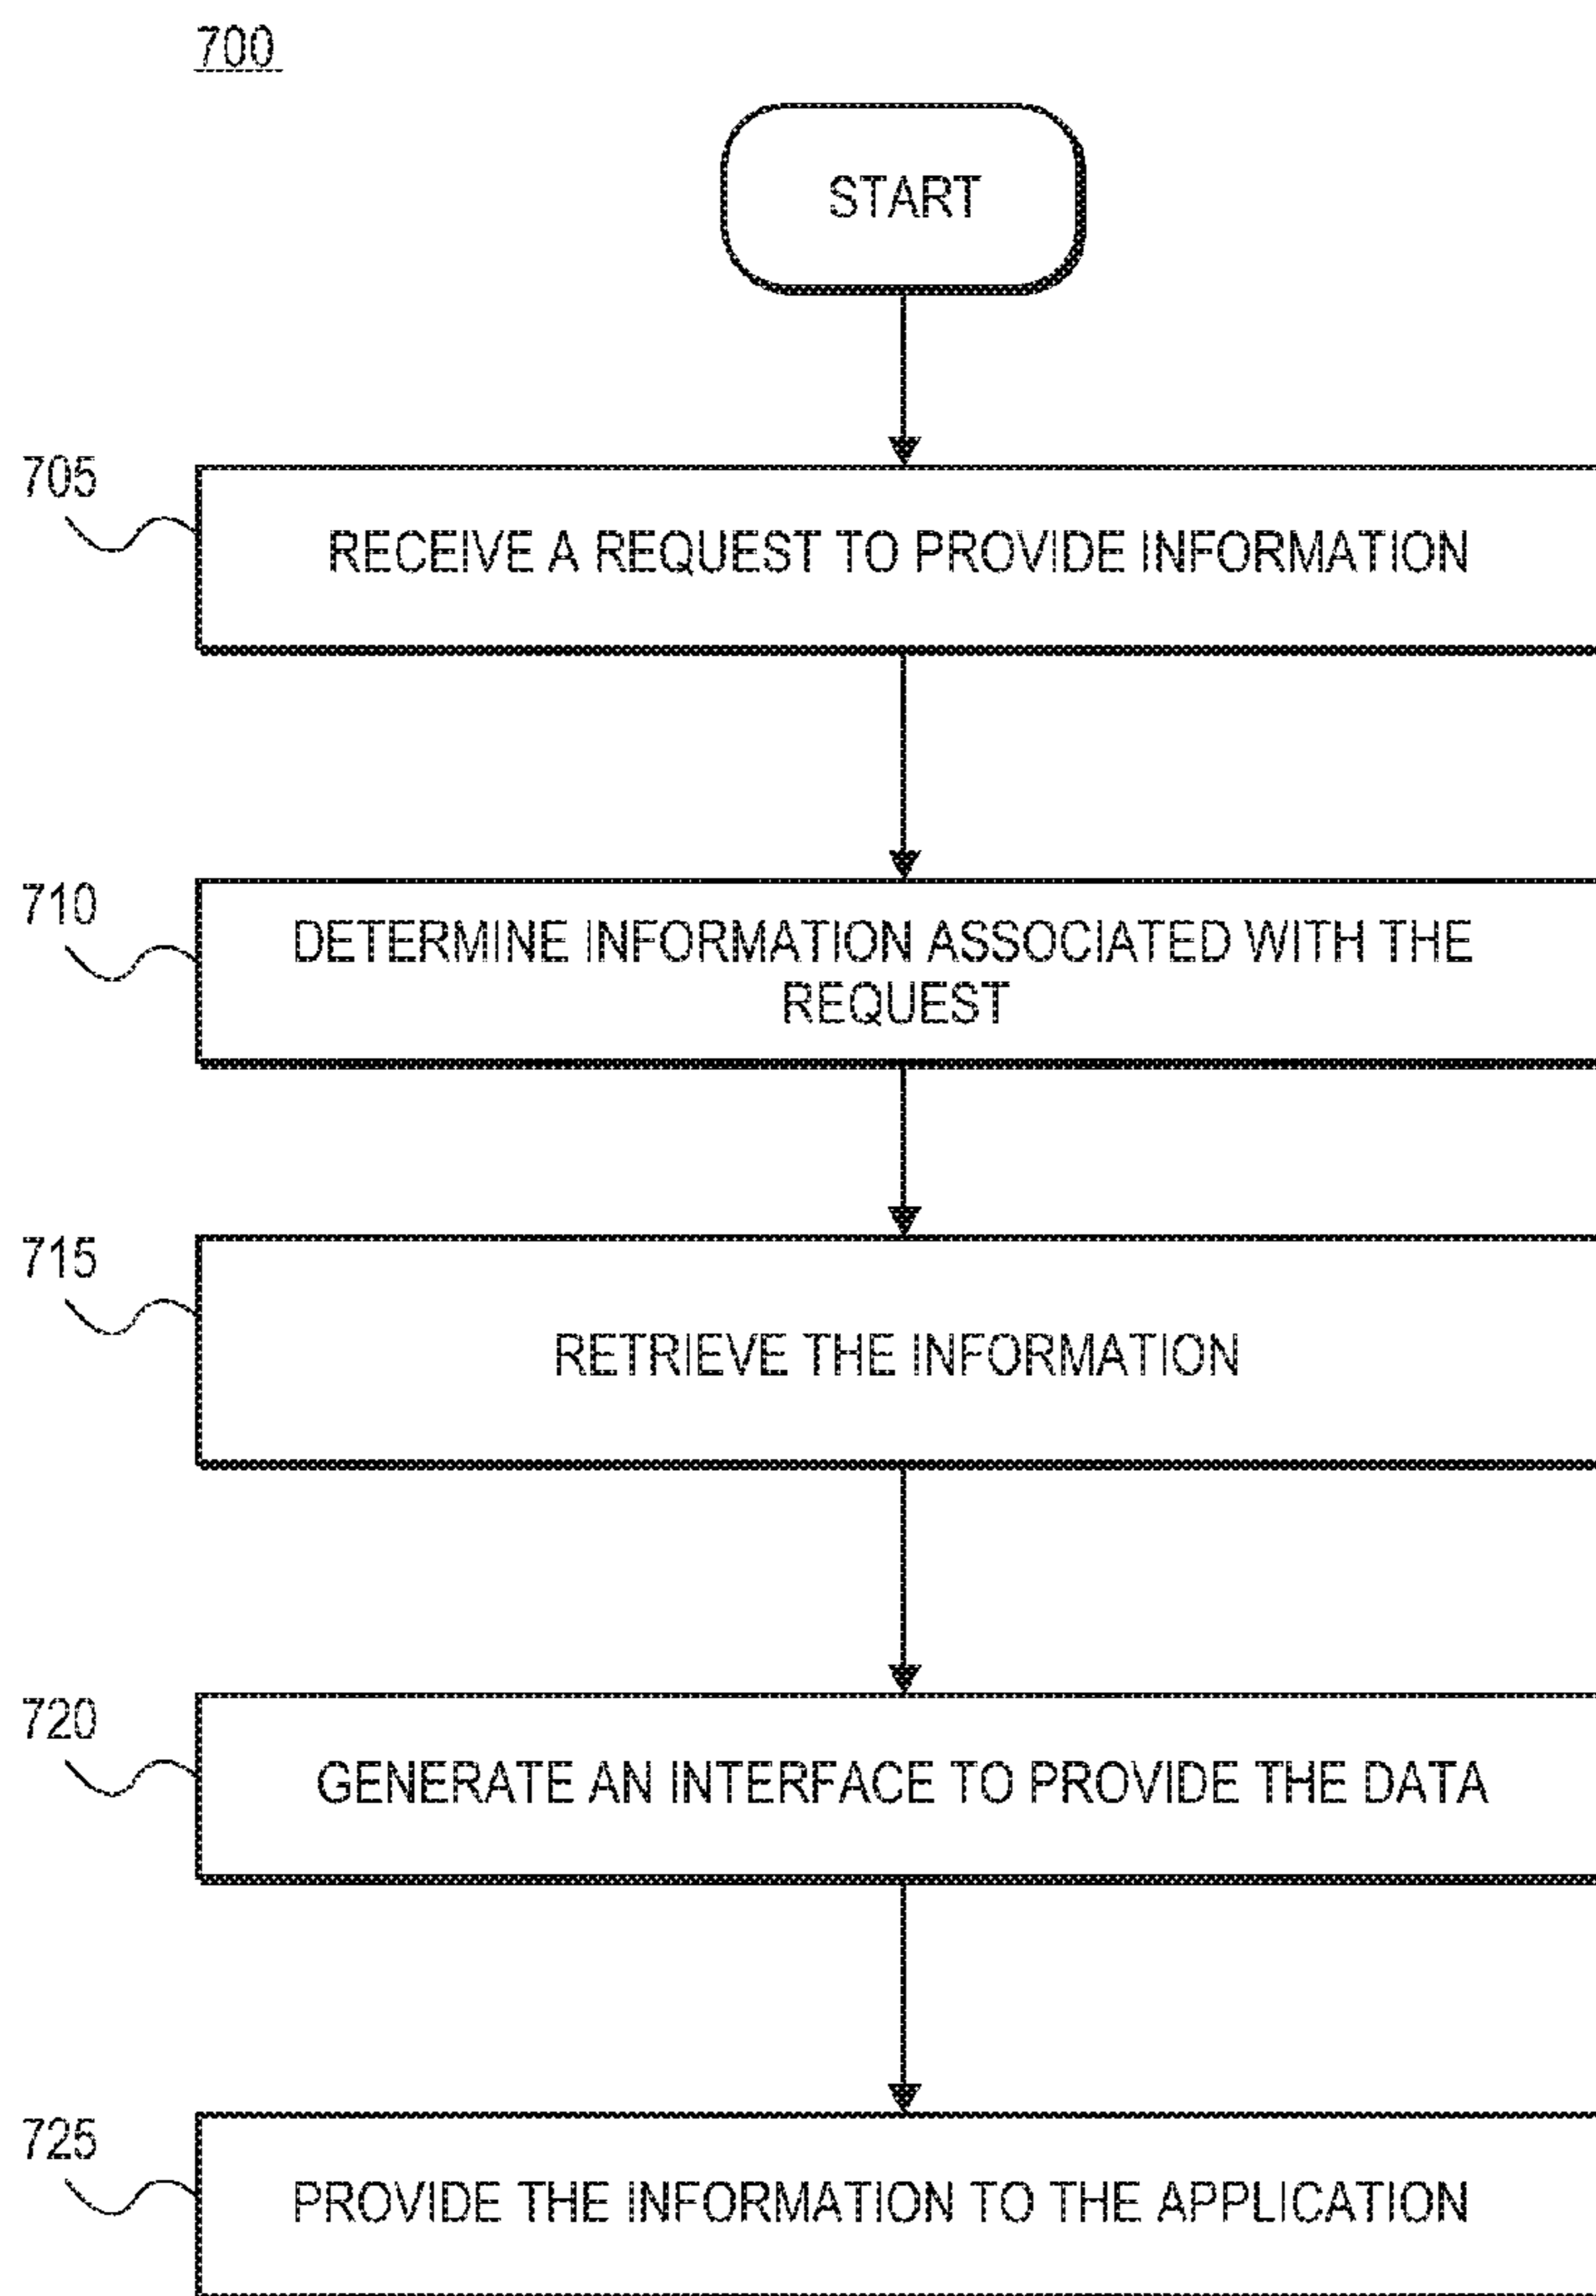 700
START
705
RECEIVE A REQUEST TO PROVIDE INFORMATION
710
DETERMINE INFORMATION ASSOCIATED WITH THE
REQUEST
715
RETRIEVE THE INFORMATION
720
GENERATE AN INTERFACE TO PROVIDE THE DATA
725
PROVIDE THE INFORMATION TO THE APPLICATION